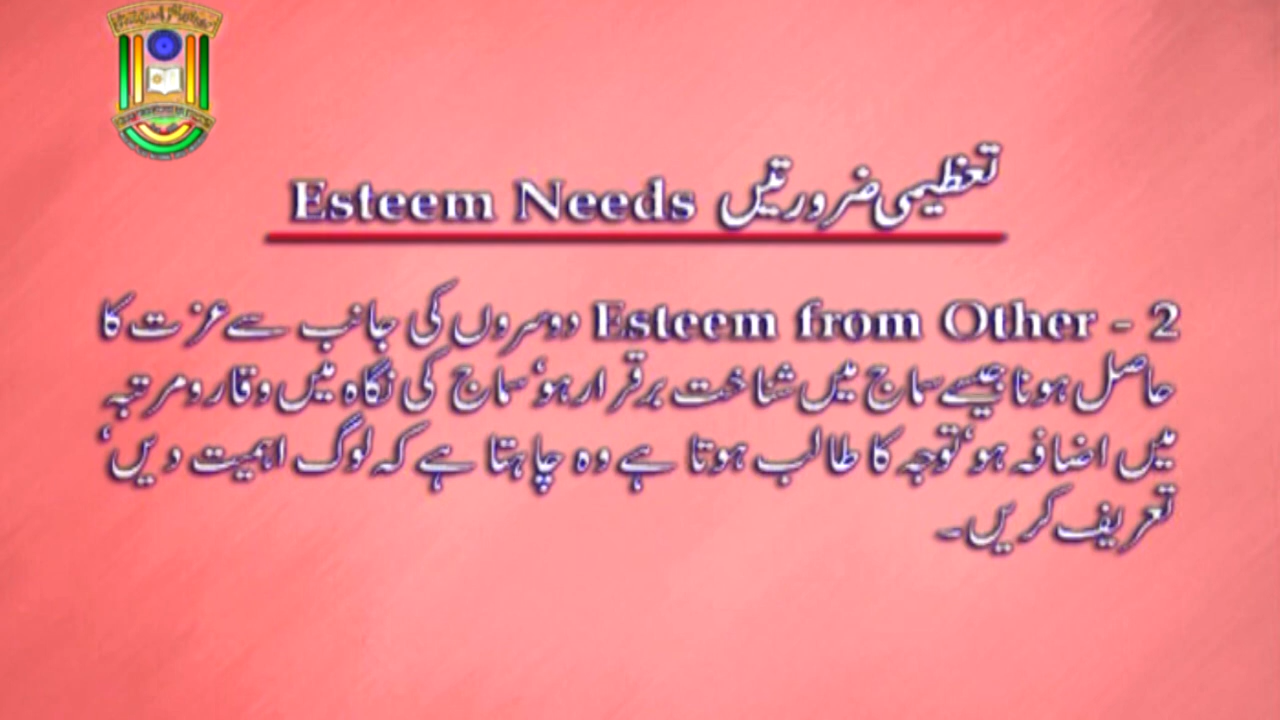 تعظیمی ضرورتیں Esteem Needs
2 - Esteem from Other دوسروں کی جانب سے عزت کا
حاصل ہونا جیسے سماج میں شناخت برقرار ہو‘ سماج کی نگاہ میں وقار و مرتبہ
میں اضافہ ہو‘ توجہ کا طالب ہوتا ہے وہ چاہتا ہے کہ لوگ اہمیت دیں‘
تعریف کریں۔